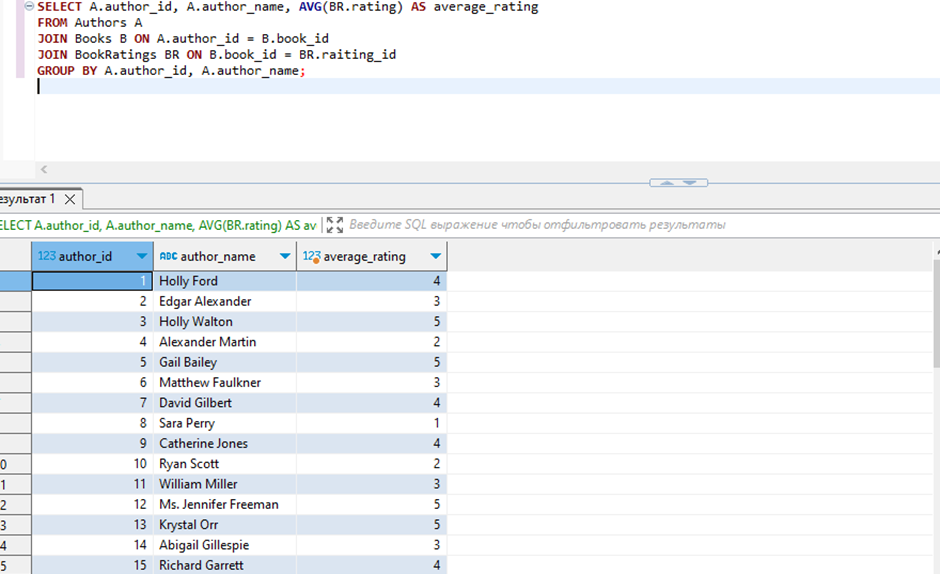 SELECT A.author_id, A.author_name, AVG(BR.rating) AS average_rating
FROM Authors A
JOIN Books B ON A.author_id = B.book_id
JOIN BookRatings BR ON B.book_id = BR.raiting_id
GROUP BY A.author_id, A.author_name;
езультат 1
ELECT A.author_id, A.author_name, AVG(BR.rating) AS av Введите SQL выражение чтобы отфильтровать результаты
123 author_id ABC author_name 123 average_rating
1 Holly Ford 4
2 Edgar Alexander 3
3 Holly Walton 5
4 Alexander Martin 2
5 Gail Bailey 5
6 Matthew Faulkner 3
7 David Gilbert 4
8 Sara Perry 1
9 Catherine Jones 4
0 10 Ryan Scott 2
1 11 William Miller 3
2 12 Ms. Jennifer Freeman 5
3 13 Krystal Orr 5
4 14 Abigail Gillespie 3
5 15 Richard Garrett 4